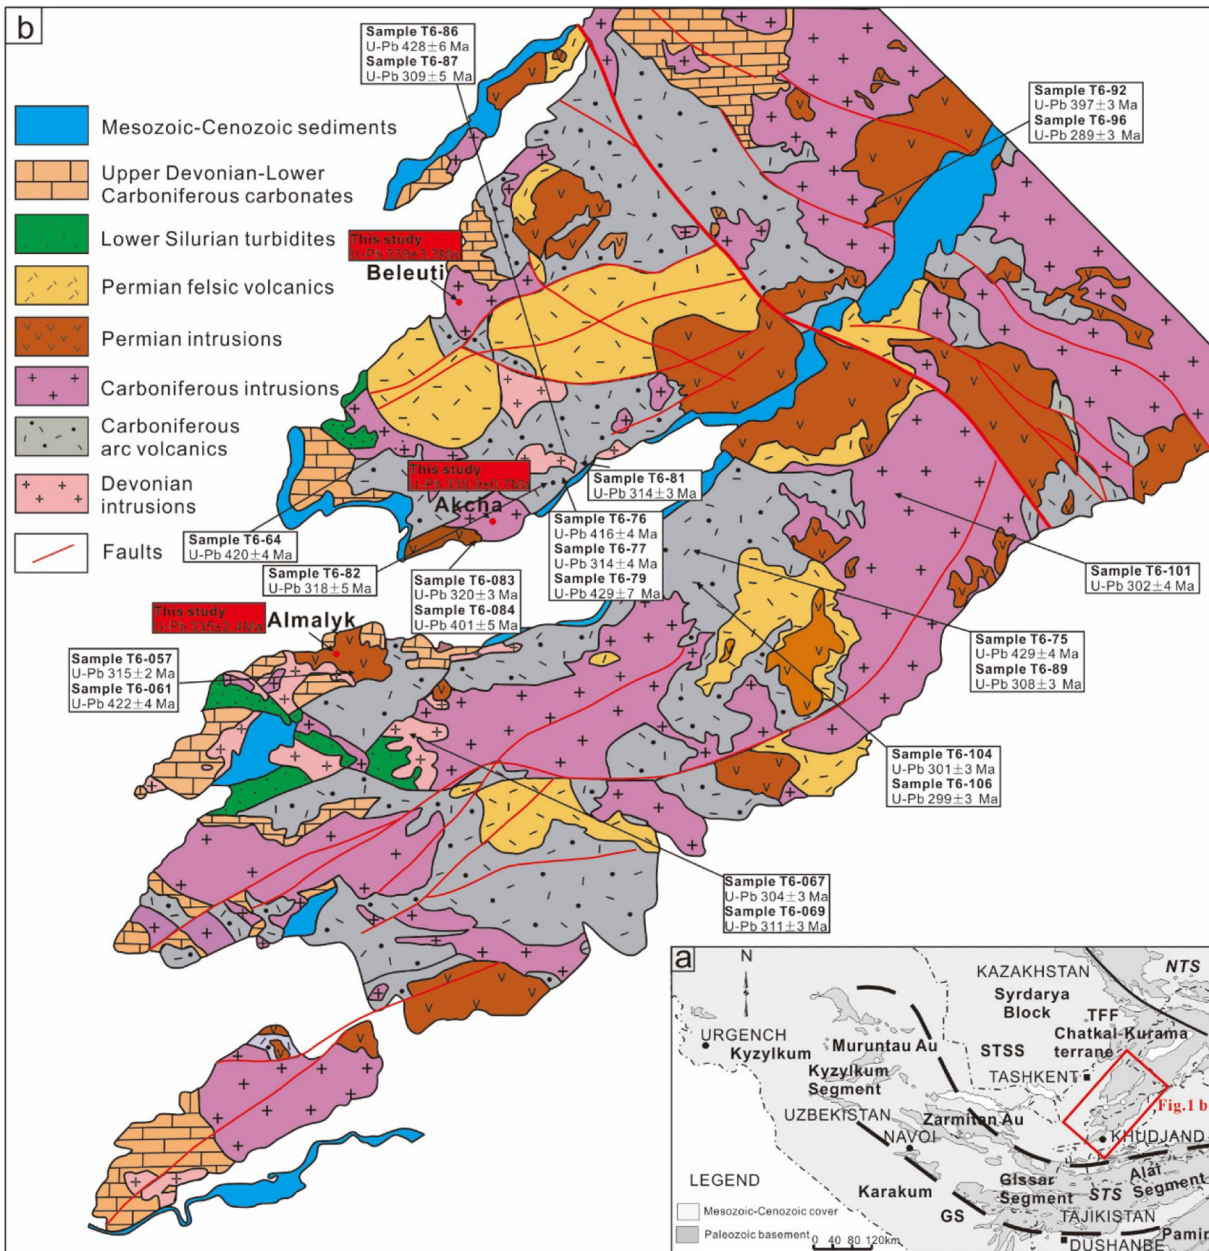 b
Sample T6-86
U-Pb 428±6 Ma
Sample T6-87
U-Pb 309±5 Ma
Sample T6-92
U-Pb 397±3 Ma
Sample T6-96
U-Pb 289±3 Ma
Mesozoic-Cenozoic sediments
Upper Devonian-Lower
Carboniferous carbonates
Lower Silurian turbidites
Permian felsic volcanics
Permian intrusions
Carboniferous intrusions
Carboniferous
arc volcanics
Devonian
intrusions
Faults
This study
Beleuti
This study
Akcha
Sample T6-81
U-Pb 314±3 Ma
Sample T6-76
U-Pb 416±4 Ma
Sample T6-77
U-Pb 314±4 Ma
Sample T6-79
U-Pb 429±7 Ma
Sample T6-64
U-Pb 420±4 Ma
Sample T6-82
U-Pb 318±5 Ma
Sample T6-083
U-Pb 320±3 Ma
Sample T6-084
U-Pb 401±5 Ma
Sample T6-101
U-Pb 302±4 Ma
This study
Almalyk
Sample T6-057
U-Pb 315±2 Ma
Sample T6-061
U-Pb 422±4 Ma
Sample T6-75
U-Pb 429±4 Ma
Sample T6-89
U-Pb 308±3 Ma
Sample T6-104
U-Pb 301±3 Ma
Sample T6-106
U-Pb 299±3 Ma
Sample T6-067
U-Pb 304±3 Ma
Sample T6-069
U-Pb 311±3 Ma
a
N
KAZAKHSTAN
NTS
Syrdarya
Block
TFF
Chatkal-Kurama
terrane
URGENCH
Kyzylkum
Muruntau Au
STSS
TASHKENT
Kyzylkum
Segment
Fig.1 b
UZBEKISTAN
Zarmitan Au
NAVOI
KHUDJAND
LEGEND
Gissar
Segment
STS
Alai
Segment
Karakum
GS
TAJIKISTAN
Pamir
DUSHANBE
Mesozoic-Cenozoic cover
Paleozoic basement
0 40 80 120km